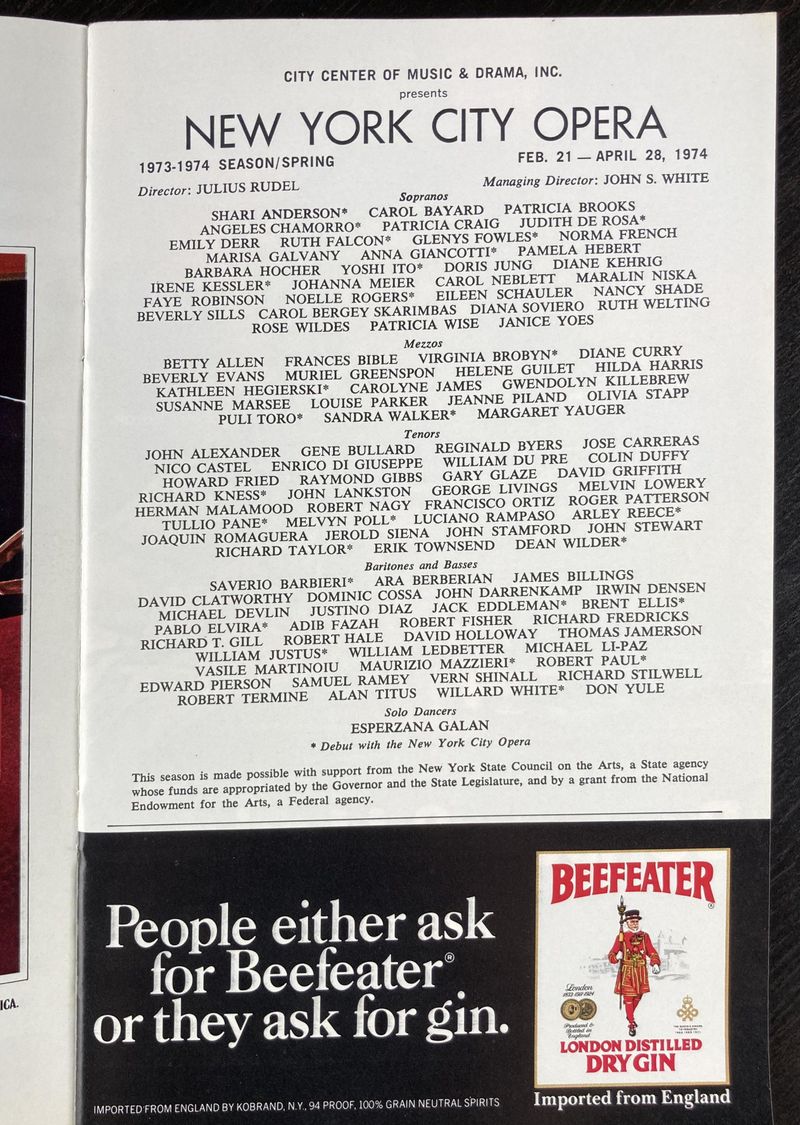 CITY CENTER OF MUSIC & DRAMA, INC.
presents
NEW YORK CITY OPERA
1973-1974 SEASON/SPRING FEB. 21 — APRIL 28, 1974
Director: JULIUS RUDEL Managing Director: JOHN S. WHITE
Sopranos
SHARI ANDERSON* CAROL BAYARD PATRICIA BROOKS
ANGELES CHAMORRO* PATRICIA CRAIG JUDITH DE ROSA*
EMILY DERR RUTH FALCON* GLENYS FOWLES* NORMA FRENCH
MARISA GALVANY ANNA GIANCOTTI* PAMELA HEBERT
BARBARA HOCHER YOSHI ITO* DORIS JUNG DIANE KEHRIG
IRENE KESSLER* JOHANNA MEIER CAROL NEBLETT MARALIN NISKA
FAYE ROBINSON NOELLE ROGERS* EILEEN SCHAULER NANCY SHADE
BEVERLY SILLS CAROL BERGEY SKARIMBAS DIANA SOVIERO RUTH WELTING
ROSE WILDES PATRICIA WISE JANICE YOES
Mezzos
BETTY ALLEN FRANCES BIBLE VIRGINIA BROBYN* DIANE CURRY
BEVERLY EVANS MURIEL GREENSPON HELENE GUILET HILDA HARRIS
KATHLEEN HEGIERSKI* CAROLYNE JAMES GWENDOLYN KILLEBREW
SUSANNE MARSEE LOUISE PARKER JEANNE PILAND OLIVIA STAPP
PULI TORO* SANDRA WALKER* MARGARET YAUGER
Tenors
JOHN ALEXANDER GENE BULLARD REGINALD BYERS JOSE CARRERAS
NICO CASTEL ENRICO DI GIUSEPPE WILLIAM DU PRE COLIN DUFFY
HOWARD FRIED RAYMOND GIBBS GARY GLAZE DAVID GRIFFITH
RICHARD KNESS* JOHN LANKSTON GEORGE LIVINGS MELVIN LOWERY
HERMAN MALAMOOD ROBERT NAGY FRANCISCO ORTIZ ROGER PATTERSON
TULLIO PANE* MELVYN POLL* LUCIANO RAMPASO ARLEY REECE*
JOAQUIN ROMAGUERA JEROLD SIENA JOHN STAMFORD JOHN STEWART
RICHARD TAYLOR* ERIK TOWNSEND DEAN WILDER*
Baritones and Basses
SAVERIO BARBIERI* ARA BERBERIAN JAMES BILLINGS
DAVID CLATWORTHY DOMINIC COSSA JOHN DARRENKAMP IRWIN DENSEN
MICHAEL DEVLIN JUSTINO DIAZ JACK EDDLEMAN* BRENT ELLIS*
PABLO ELVIRA* ADIB FAZAH ROBERT FISHER RICHARD FREDRICKS
RICHARD T. GILL ROBERT HALE DAVID HOLLOWAY THOMAS JAMERSON
WILLIAM JUSTUS* WILLIAM LEDBETTER MICHAEL LI-PAZ
VASILE MARTINOIU MAURIZIO MAZZIERI* ROBERT PAUL*
EDWARD PIERSON SAMUEL RAMEY VERN SHINALL RICHARD STILWELL
ROBERT TERMINE ALAN TITUS WILLARD WHITE* DON YULE
Solo Dancers
ESPERZANA GALAN
* Debut with the New York City Opera
This season is made possible with support from the New York State Council on the Arts, a State agency
whose funds are appropriated by the Governor and the State Legislature, and by a grant from the National
Endowment for the Arts, a Federal agency.
ICA.
People either ask
for Beefeater®
or they ask for gin.
IMPORTED FROM ENGLAND BY KOBRAND, N.Y., 94 PROOF, 100% GRAIN NEUTRAL SPIRITS
BEEFEATER®
London
Produced &
Bottled in
England
LONDON DISTILLED
DRY GIN
Imported from England